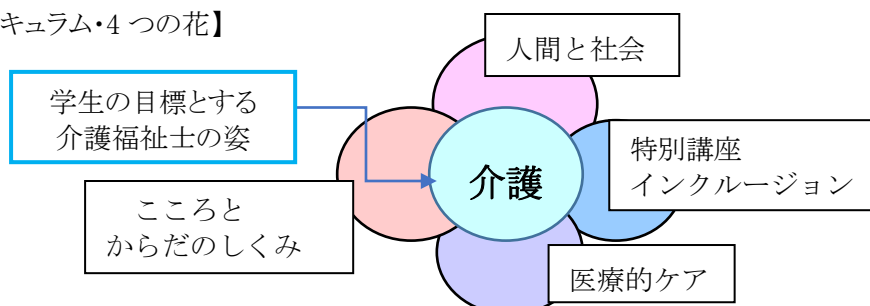 キュラム・4 つの花】
人間と社会
学生の目標とする
介護福祉士の姿
特別講座
インクルージョン
介護
こころと
からだのしくみ
医療的ケア